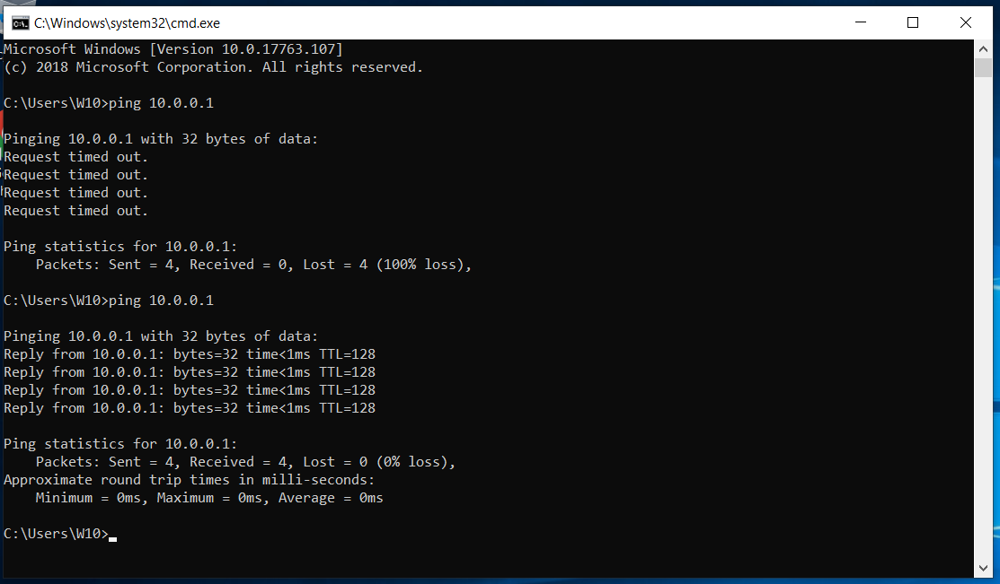 C:\Windows\system32\cmd.exe
Microsoft Windows [Version 10.0.17763.107]
(c) 2018 Microsoft Corporation. All rights reserved.
C:\Users\W10>ping 10.0.0.1
Pinging 10.0.0.1 with 32 bytes of data:
Request timed out.
Request timed out.
Request timed out.
Request timed out.
Ping statistics for 10.0.0.1:
    Packets: Sent = 4, Received = 0, Lost = 4 (100% loss),
C:\Users\W10>ping 10.0.0.1
Pinging 10.0.0.1 with 32 bytes of data:
Reply from 10.0.0.1: bytes=32 time<1ms TTL=128
Reply from 10.0.0.1: bytes=32 time<1ms TTL=128
Reply from 10.0.0.1: bytes=32 time<1ms TTL=128
Reply from 10.0.0.1: bytes=32 time<1ms TTL=128
Ping statistics for 10.0.0.1:
    Packets: Sent = 4, Received = 4, Lost = 0 (0% loss),
Approximate round trip times in milli-seconds:
    Minimum = 0ms, Maximum = 0ms, Average = 0ms
C:\Users\W10>